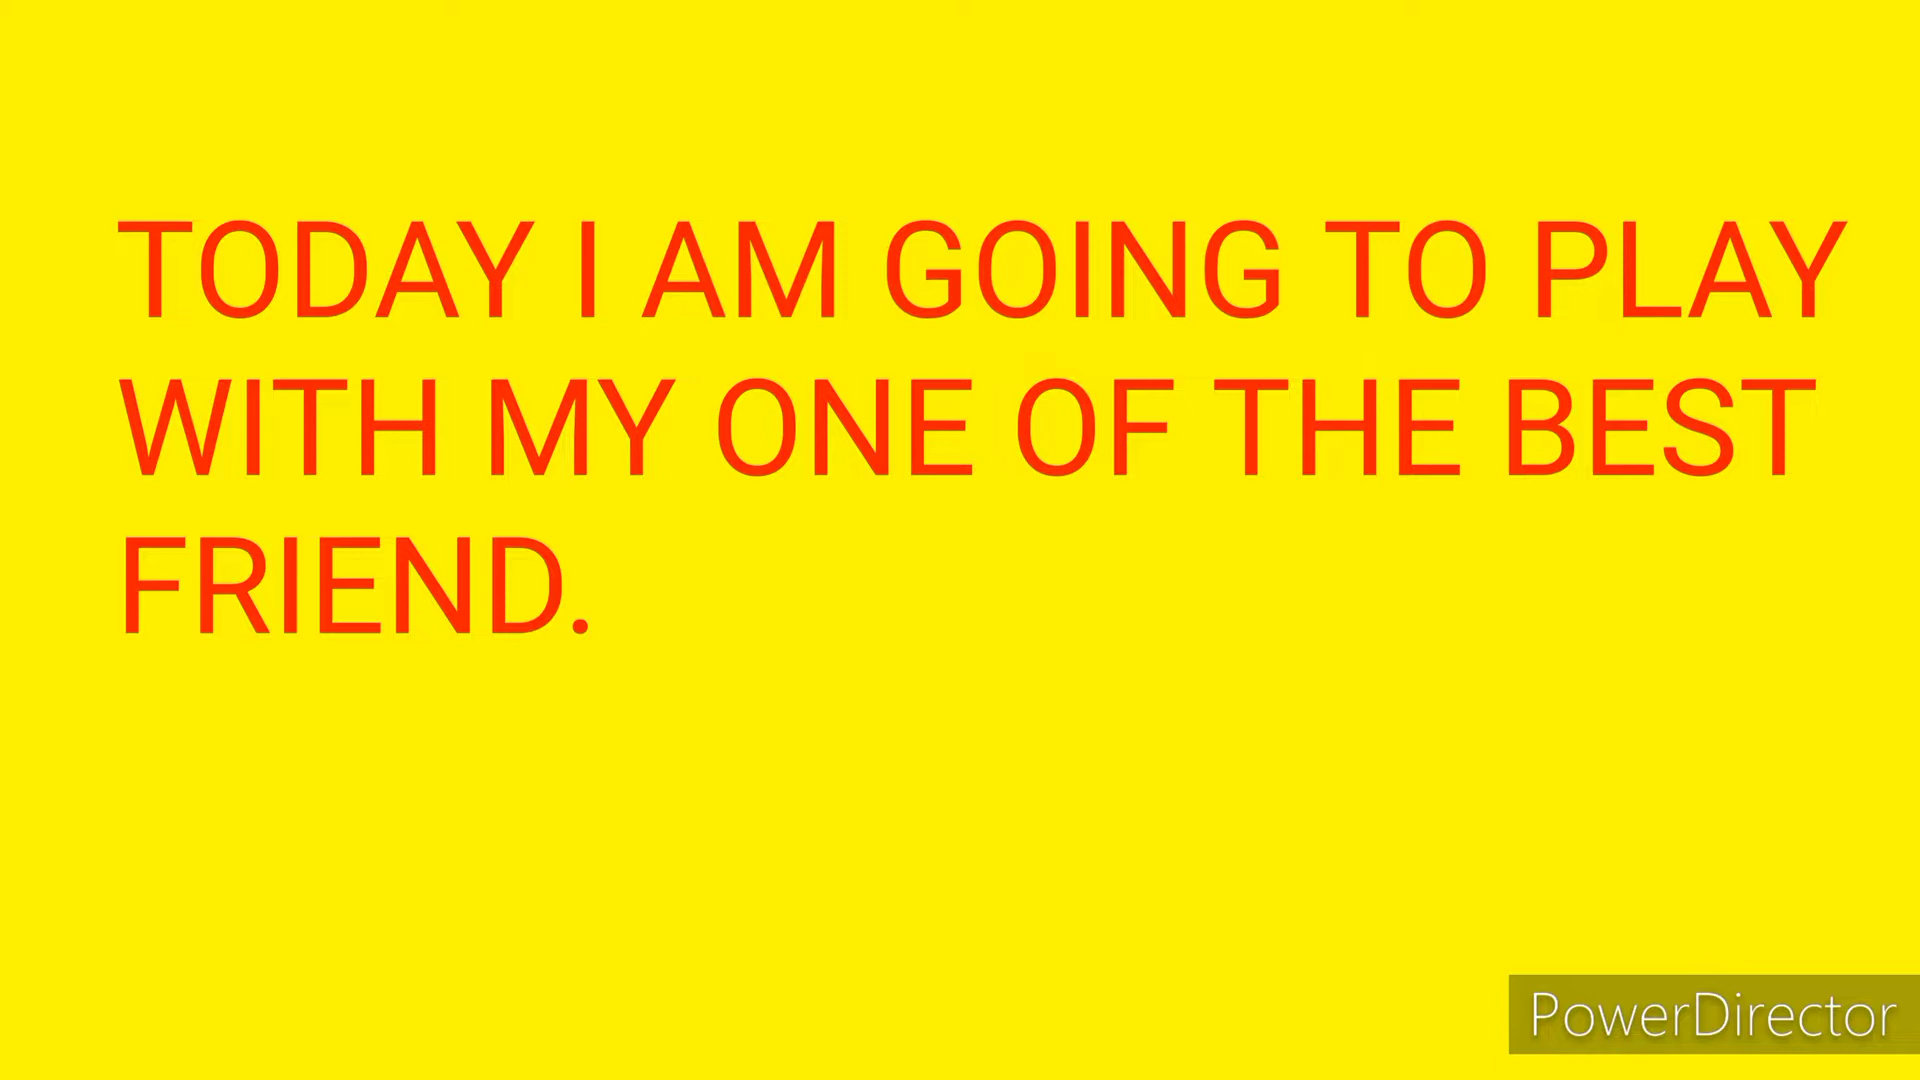 TODAY I AM GOING TO PLAY
WITH MY ONE OF THE BEST
FRIEND.
PowerDirector